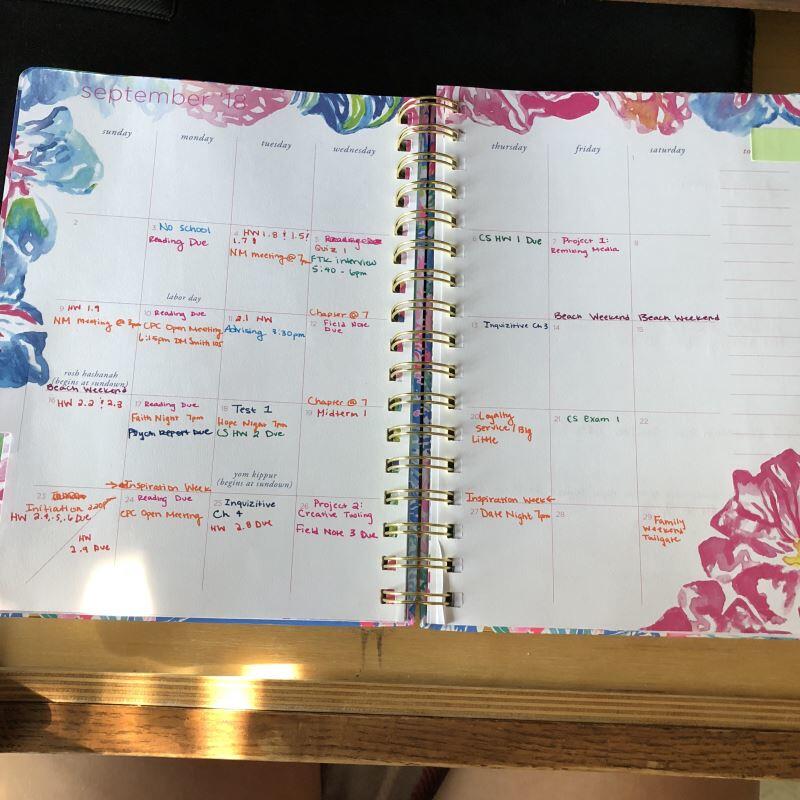 september '18
sunday monday tuesday wednesday thursday friday saturday
1
2
3 No School
Reading Due
labor day
4 HW 1.8 ! 1.5!
1.7!
NM meeting @ 7pm
5
Quiz 1
FTK interview
5:40 - 6pm
6 CS HW 1 Due
7 Project 1:
Remixing Media
8
9 HW 1.9
NM meeting @ 3pm
rosh hashanah
(begins at sundown)
Beach Weekend
10 Reading Due
CPC Open Meeting
6:15pm DM Smith 105
11 2.1 HW
Advising 3:30pm
Chapter @ 7
12 Field Note
Due
13 Inquizitive Ch 3
Beach Weekend
14
Beach Weekend
15
16
HW 2.2 ! 2.3
17 Reading Due
Faith Night 7pm
Psych Report Due
→ Inspiration Week
18 Test 1
Hope Night 7pm
CS HW 2 Due
yom kippur
(begins at sundown)
Chapter @ 7
19 Midterm 1
20 Loyalty
Service / Big
Little
Inspiration Week
21 CS Exam 1
22
23
Initiation
HW 2.4, .5, .6 Due
HW
2.9 Due
24 Reading Due
CPC Open Meeting
25 Inquizitive
Ch 4
HW 2.8 Due
26 Project 2:
Creative Tooling
Field Note 3 Due
27 Date Night 7pm
28
29 Family
Weekend
Tailgate